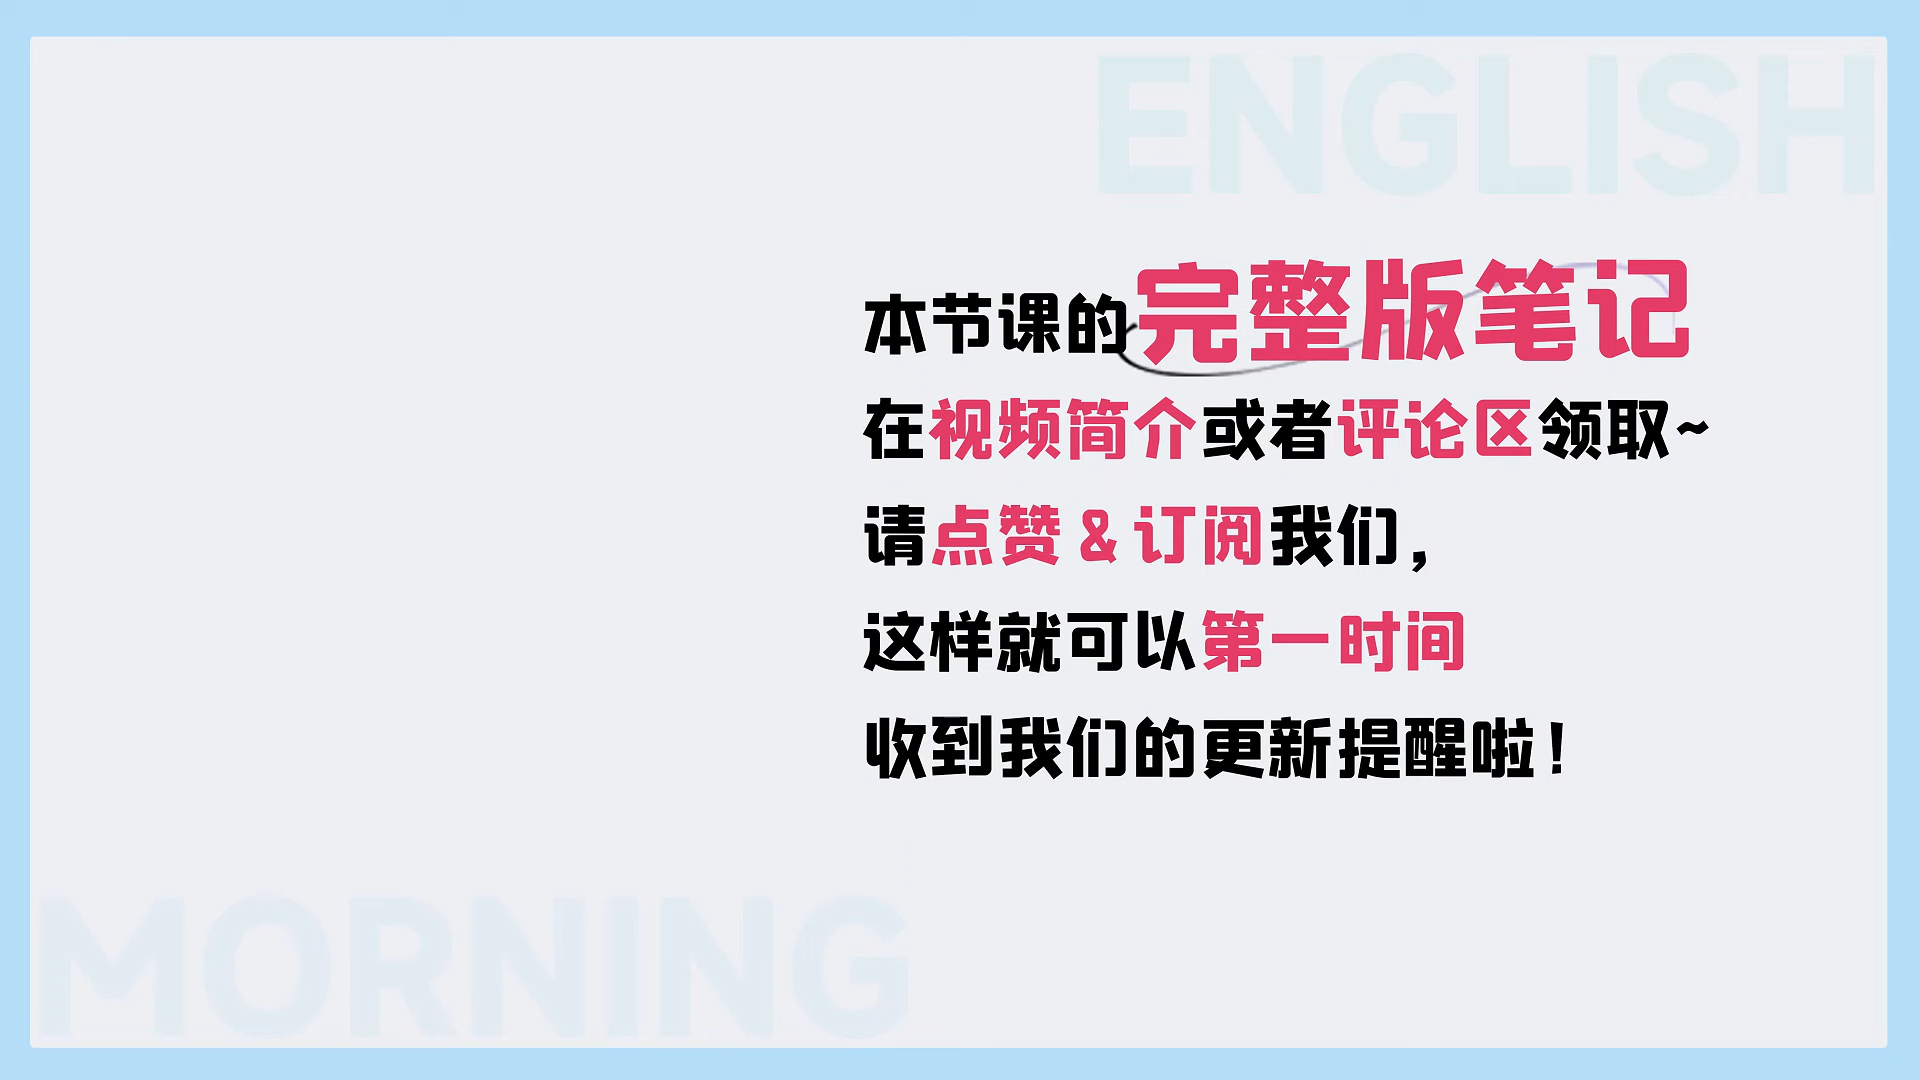 ENGLISH
本节课的完整版笔记
在视频简介或者评论区领取~
请点赞&订阅我们，
这样就可以第一时间
收到我们的更新提醒啦！
MORNING